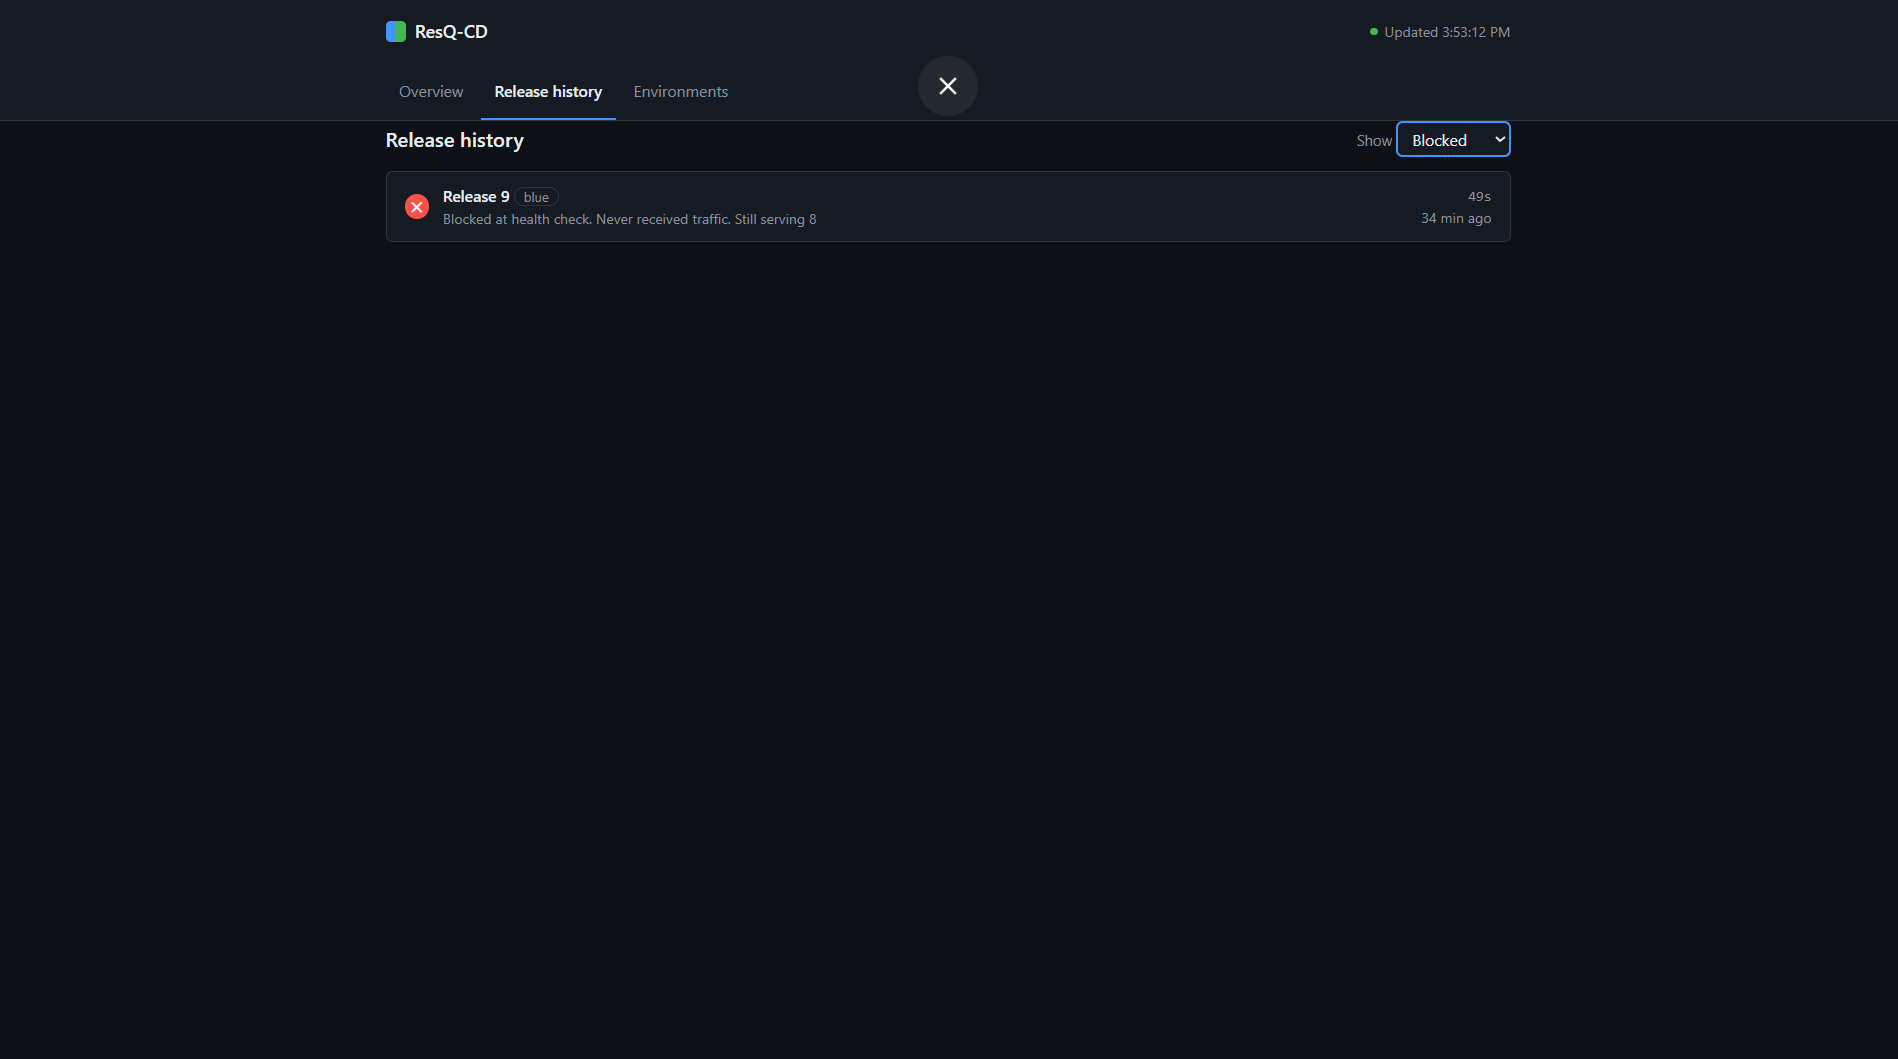 ResQ-CD
Updated 3:53:12 PM
Overview
Release history
Environments
Release history
Show
Blocked
Release 9
blue
49s
Blocked at health check. Never received traffic. Still serving 8
34 min ago